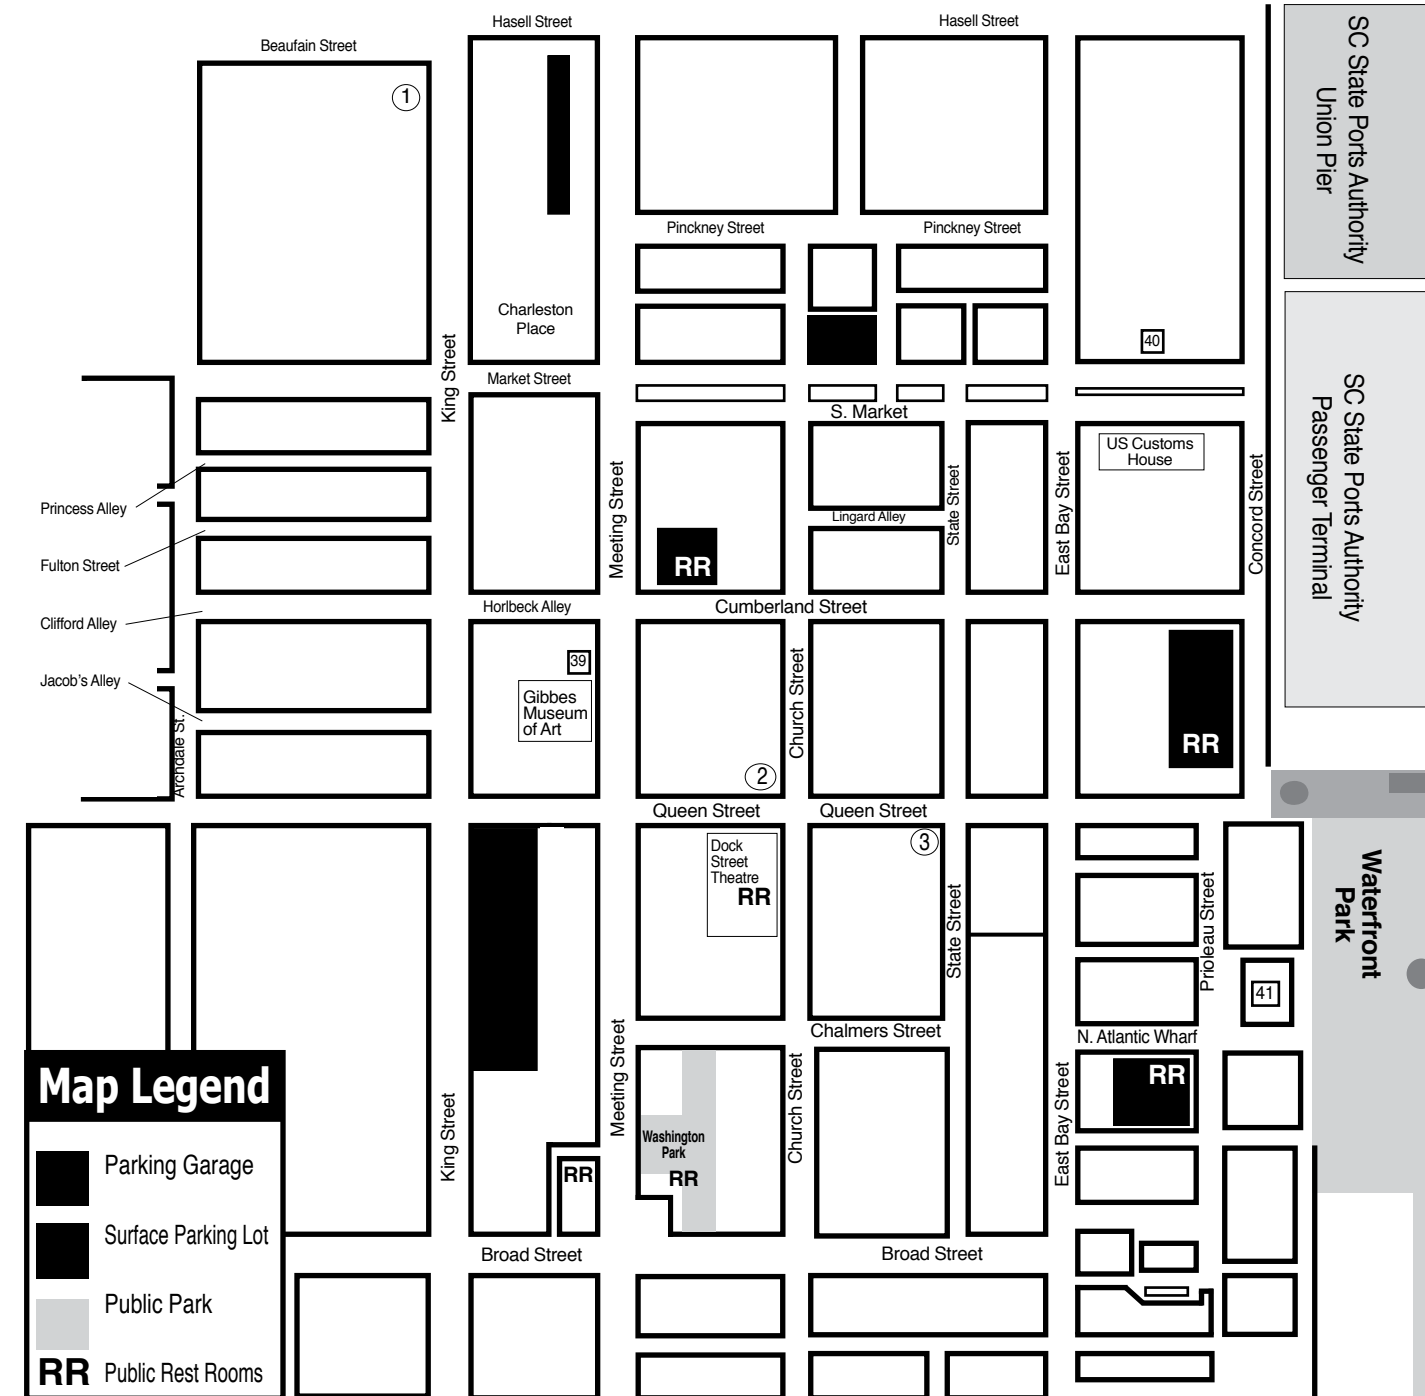 Hasell Street
Hasell Street
Beaufain Street
1
SC State Ports Authority
Union Pier
Pinckney Street
Pinckney Street
Charleston
Place
40
King Street
Market Street
S. Market
SC State Ports Authority
Passenger Terminal
US Customs
House
Princess Alley
Meeting Street
State Street
East Bay Street
Concord Street
Lingard Alley
Fulton Street
RR
Horlbeck Alley
Cumberland Street
Clifford Alley
39
Church Street
Jacob's Alley
Gibbes
Museum
of Art
Archdale St.
RR
2
Queen Street
Queen Street
Dock
Street
Theatre
RR
3
State Street
Prioleau Street
Waterfront
Park
41
Chalmers Street
N. Atlantic Wharf
King Street
Meeting Street
Washington
Park
RR
RR
Church Street
East Bay Street
RR
Broad Street
Broad Street
Map Legend
Parking Garage
Surface Parking Lot
Public Park
RR Public Rest Rooms